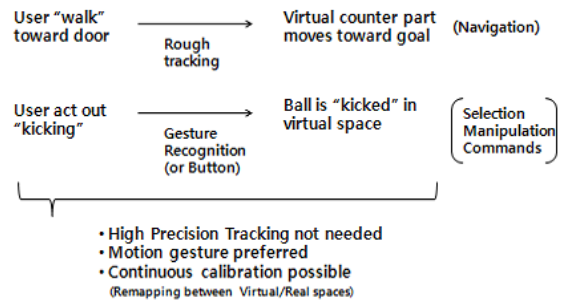 User “walk”
toward door
Rough
tracking
Virtual counter part
moves toward goal
(Navigation)
User act out
“kicking”
Gesture
Recognition
(or Button)
Ball is “kicked” in
virtual space
Selection
Manipulation
Commands
• High Precision Tracking not needed
• Motion gesture preferred
• Continuous calibration possible
(Remapping between Virtual/Real spaces)